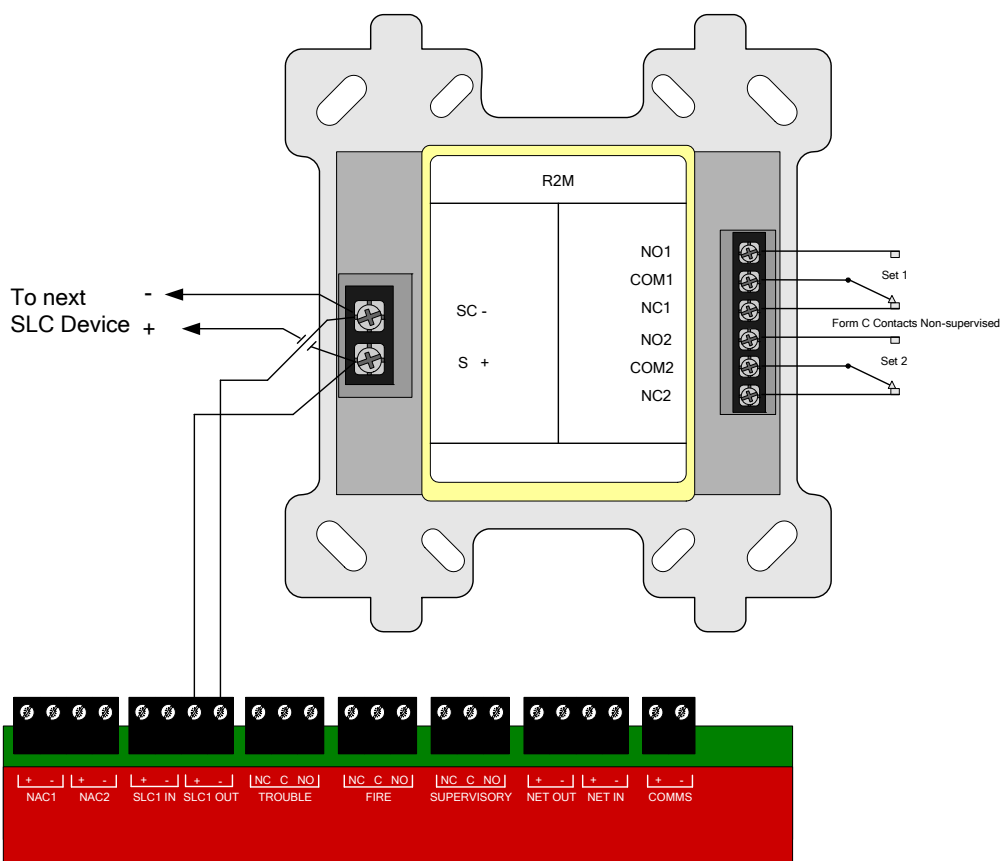 R2M
NO1
COM1
NC1
NO2
COM2
NC2
SC -
S +
To next -
SLC Device +
Set 1
Form C Contacts Non-supervised
Set 2
+ - + - + - + - NC C NO NC C NO NC C NO + - + - + -
NAC1 NAC2 SLC1 IN SLC1 OUT TROUBLE FIRE SUPERVISORY NET OUT NET IN COMMS